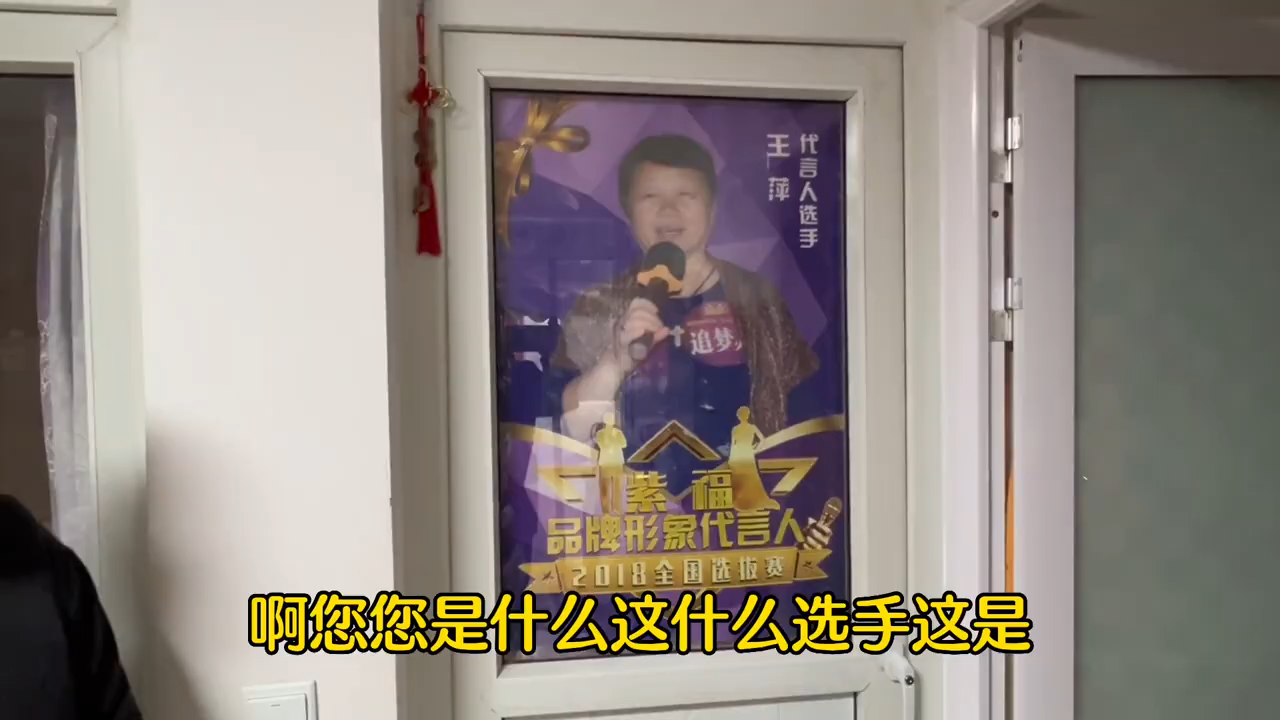 代言人选手
王萍
追梦
紫福
品牌形象代言人
2018全国选拔赛
啊您您是什么这什么选手这是